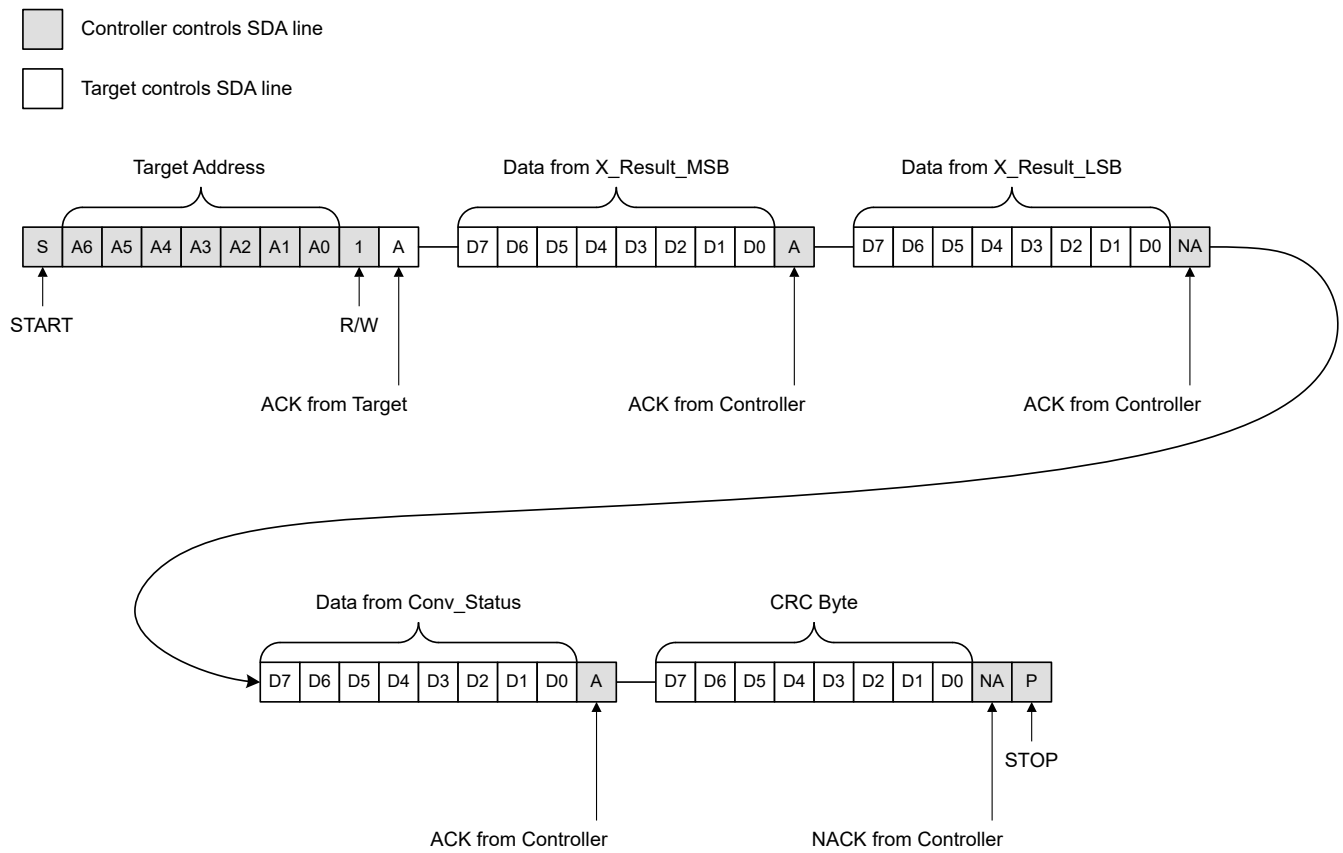 Controller controls SDA line
Target controls SDA line
Target Address
Data from X_Result_MSB
Data from X_Result_LSB
S A6 A5 A4 A3 A2 A1 A0 1 A D7 D6 D5 D4 D3 D2 D1 D0 A D7 D6 D5 D4 D3 D2 D1 D0 NA
START
R/W
ACK from Target
ACK from Controller
ACK from Controller
Data from Conv_Status
CRC Byte
D7 D6 D5 D4 D3 D2 D1 D0 A D7 D6 D5 D4 D3 D2 D1 D0 NA P
STOP
ACK from Controller
NACK from Controller